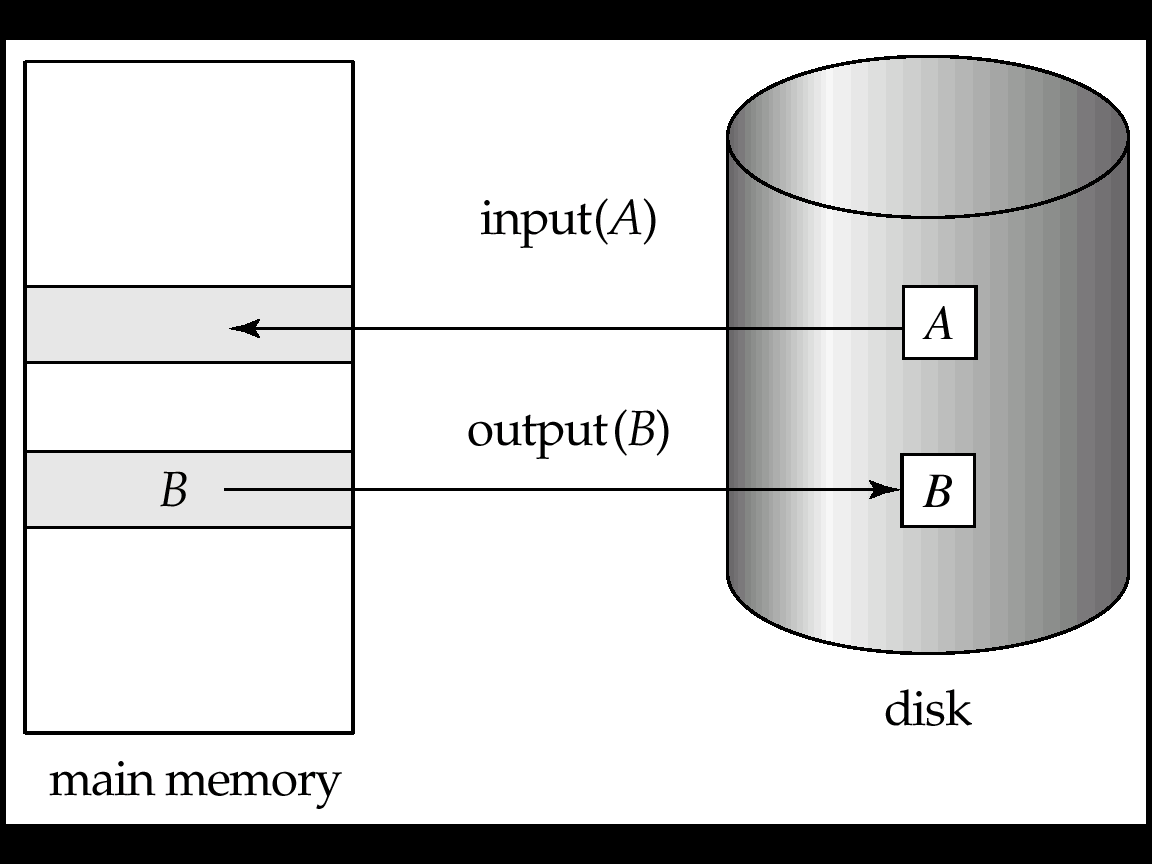 input(A)
A
output(B)
B
B
disk
main memory